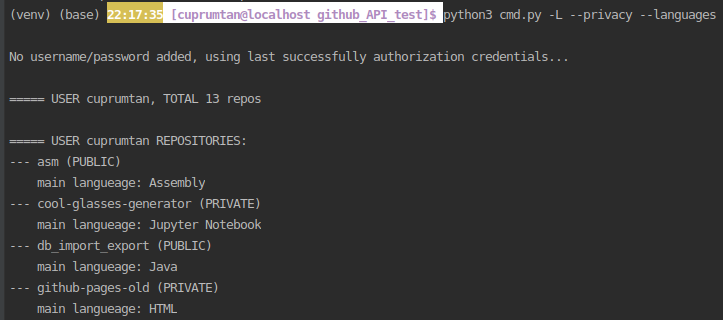 (venv) (base) 22:17:35 [cuprumtan@localhost github_API_test]$ python3 cmd.py -L --privacy --languages
No username/password added, using last successfully authorization credentials...
===== USER cuprumtan, TOTAL 13 repos
===== USER cuprumtan REPOSITORIES:
--- asm (PUBLIC)
main langueage: Assembly
--- cool-glasses-generator (PRIVATE)
main langueage: Jupyter Notebook
--- db_import_export (PUBLIC)
main langueage: Java
--- github-pages-old (PRIVATE)
main langueage: HTML